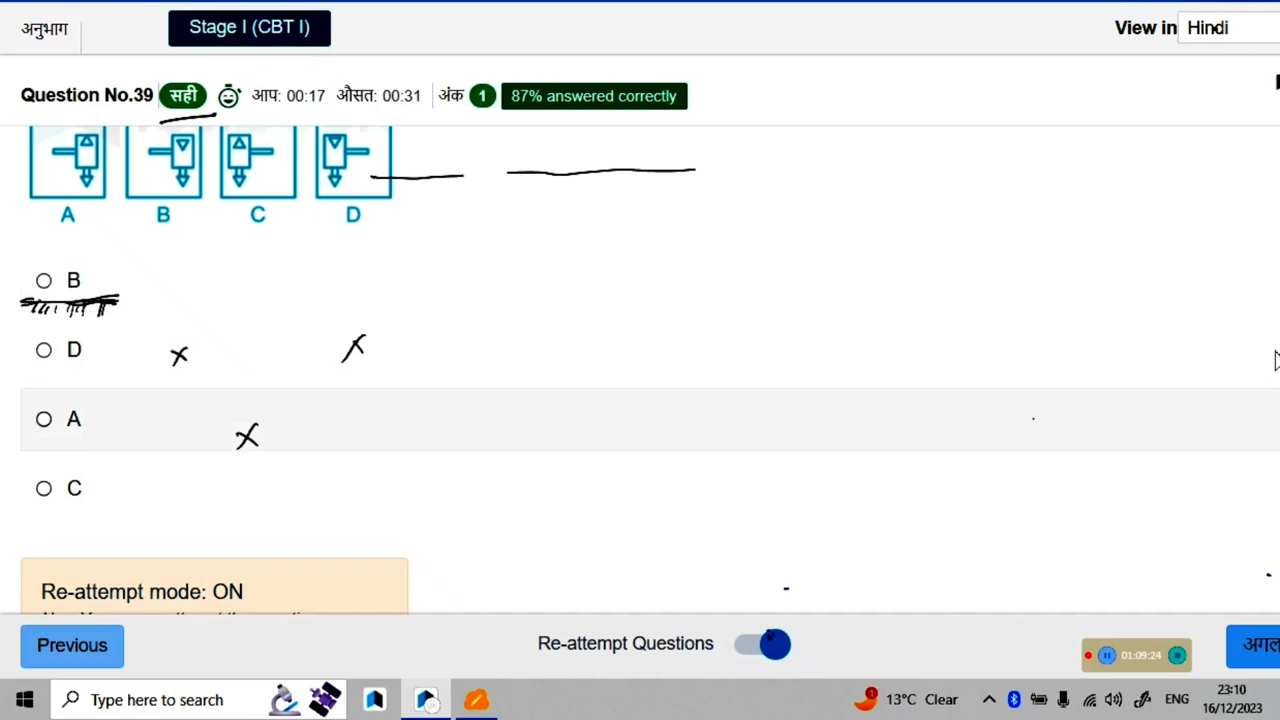 अनुभाग Stage I (CBT I) View in Hindi
Question No.39 सही आप: 00:17 औसत: 00:31 अंक 1 87% answered correctly
A B C D
B
D
A
C
Re-attempt mode: ON
Previous Re-attempt Questions 01:09:24
Type here to search 1 13°C Clear ENG 23:10
16/12/2023